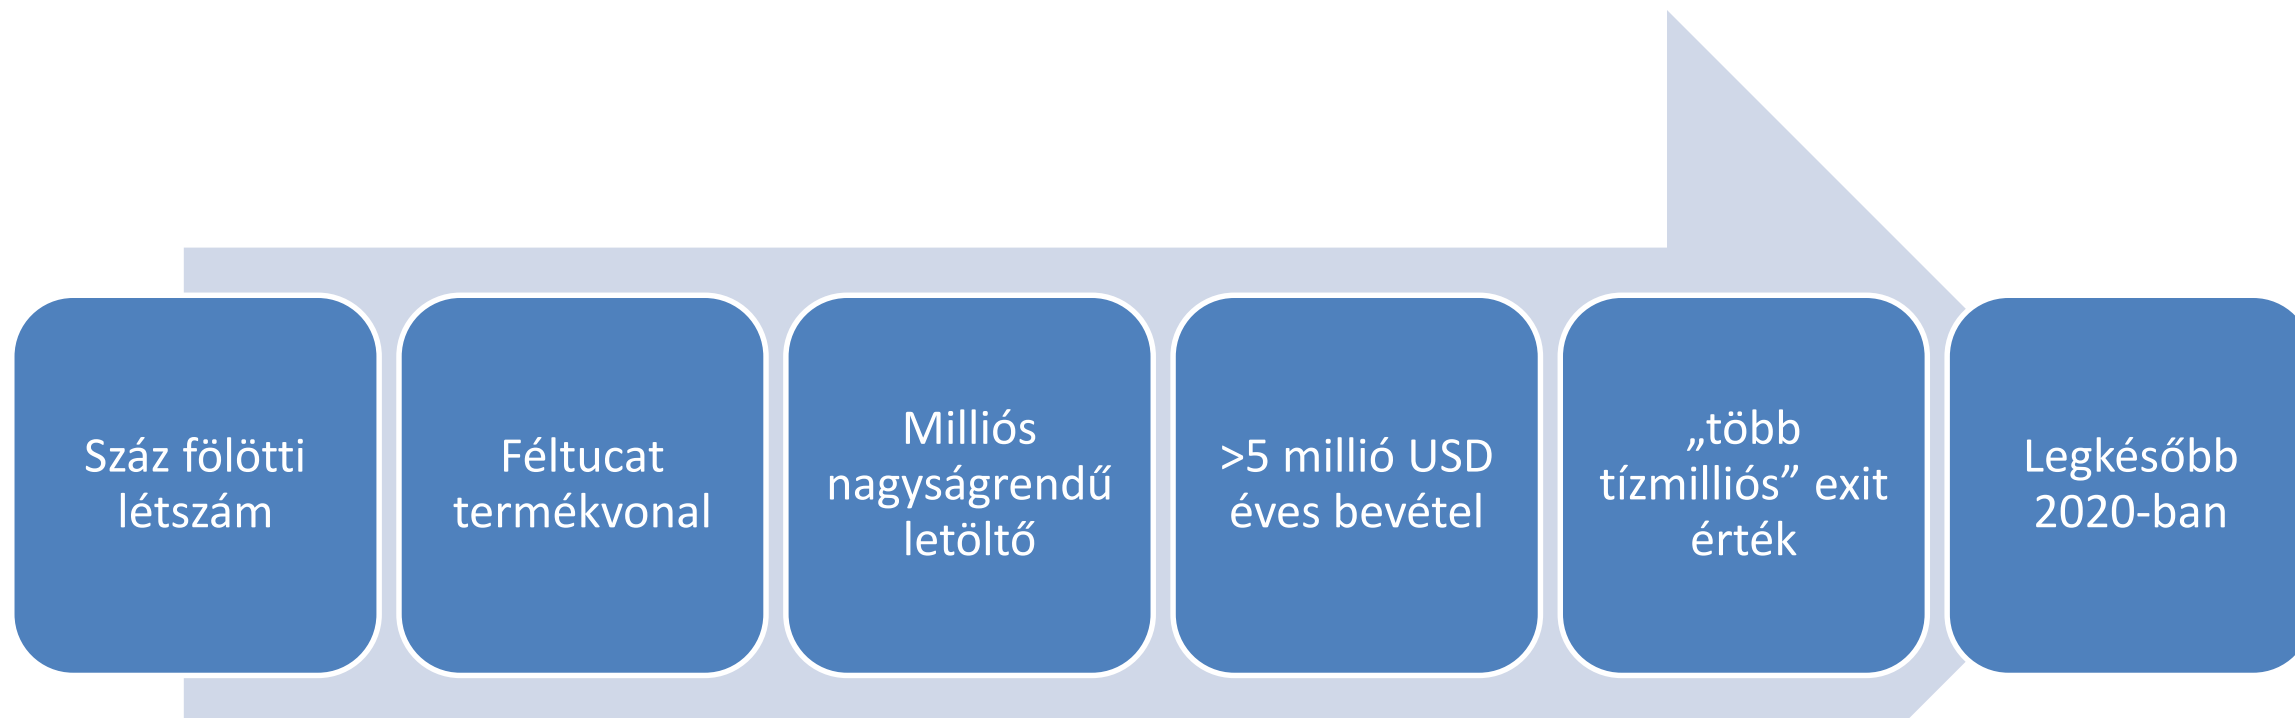 Száz fölötti
létszám
Féltucat
termékvonal
Milliós
nagyságrendű
letöltő
>5 millió USD
éves bevétel
„több
tízmilliós” exit
érték
Legkésőbb
2020-ban